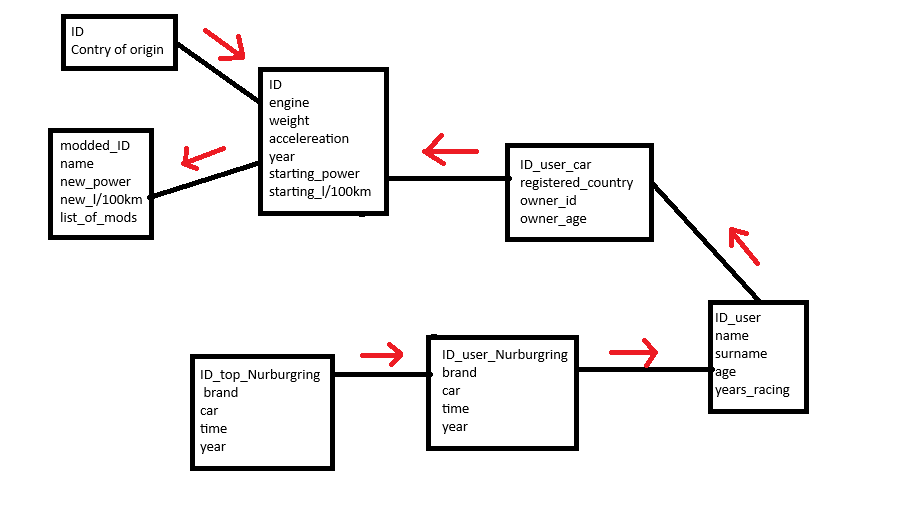 ID
Contry of origin
ID
engine
weight
accelereation
year
starting_power
starting_l/100km
modded_ID
name
new_power
new_l/100km
list_of_mods
ID_user_car
registered_country
owner_id
owner_age
ID_user
name
surname
age
years_racing
ID_user_Nurburgring
brand
car
time
year
ID_top_Nurburgring
brand
car
time
year